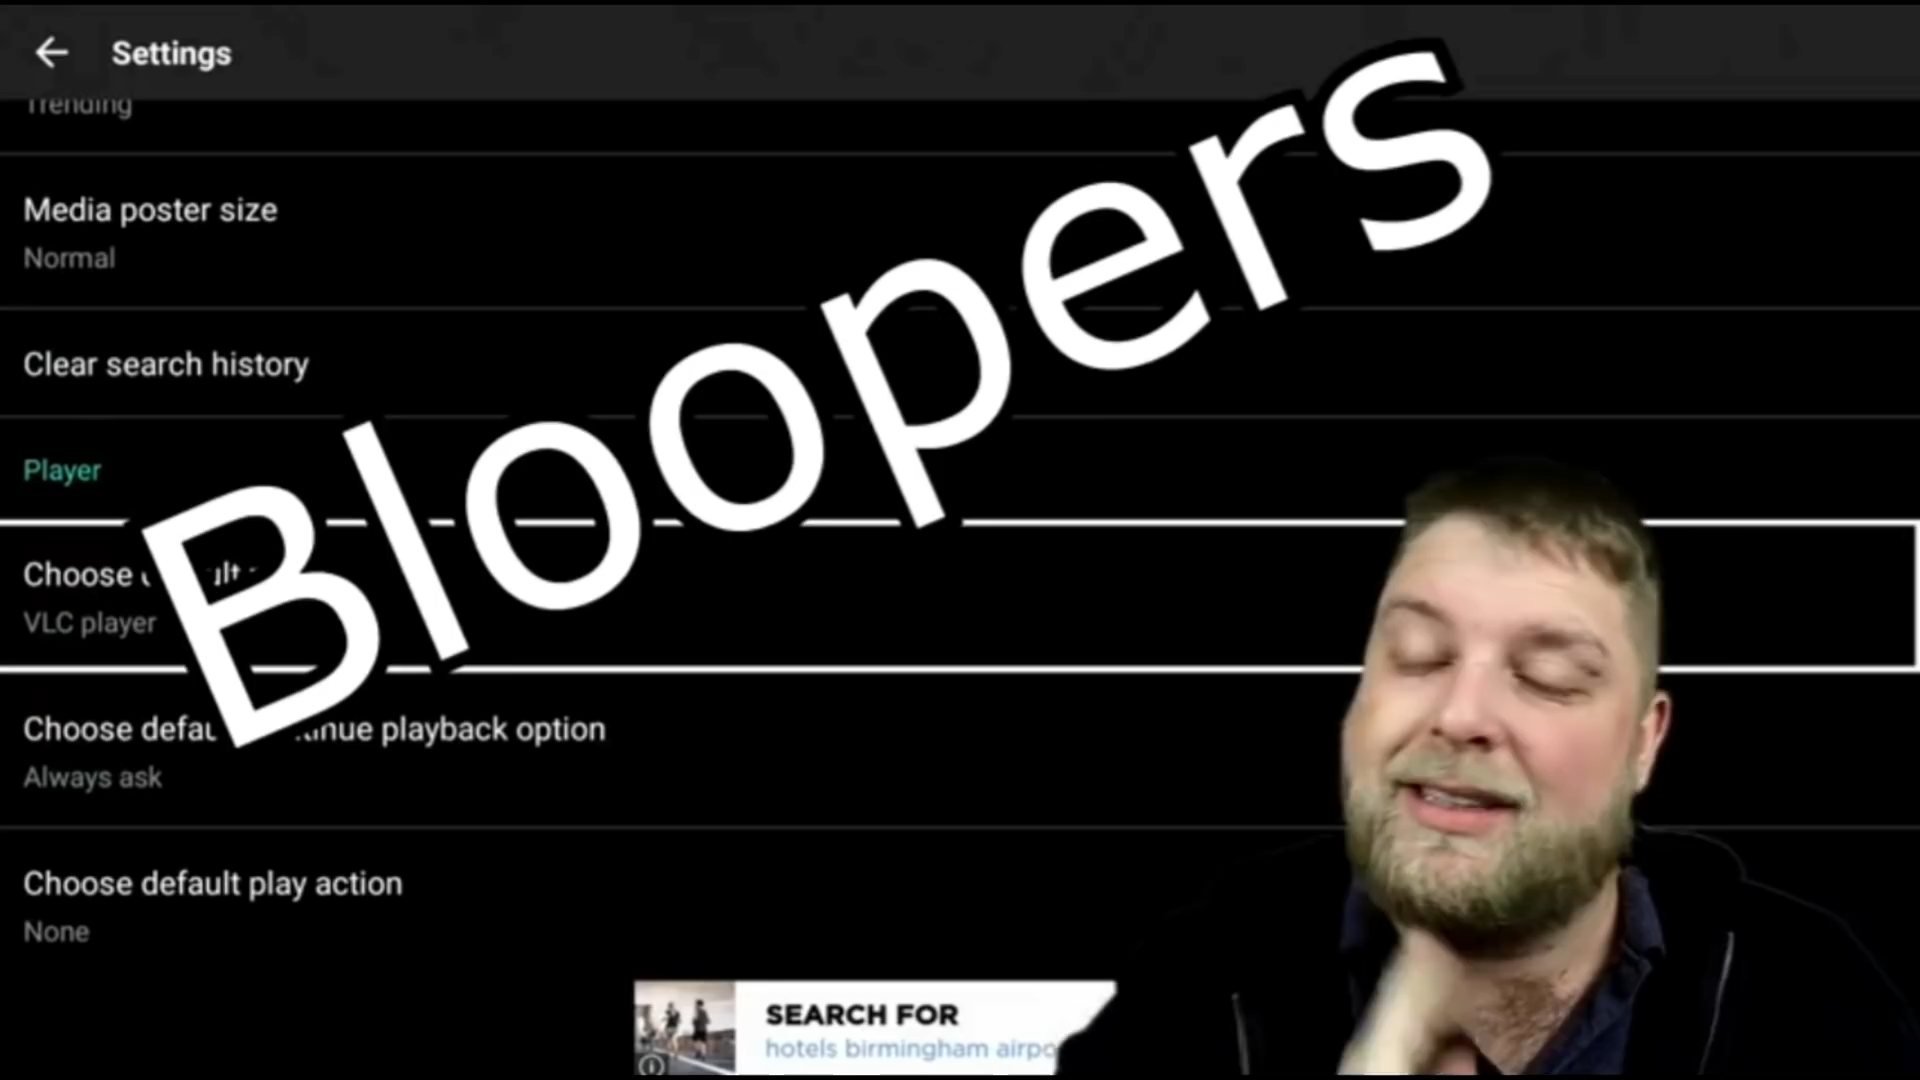 Settings
Trending
Media poster size
Normal
Clear search history
Player
Bloopers
Choose
VLC player
Choose playback option
Always ask
Choose default play action
None
SEARCH FOR
hotels birmingham